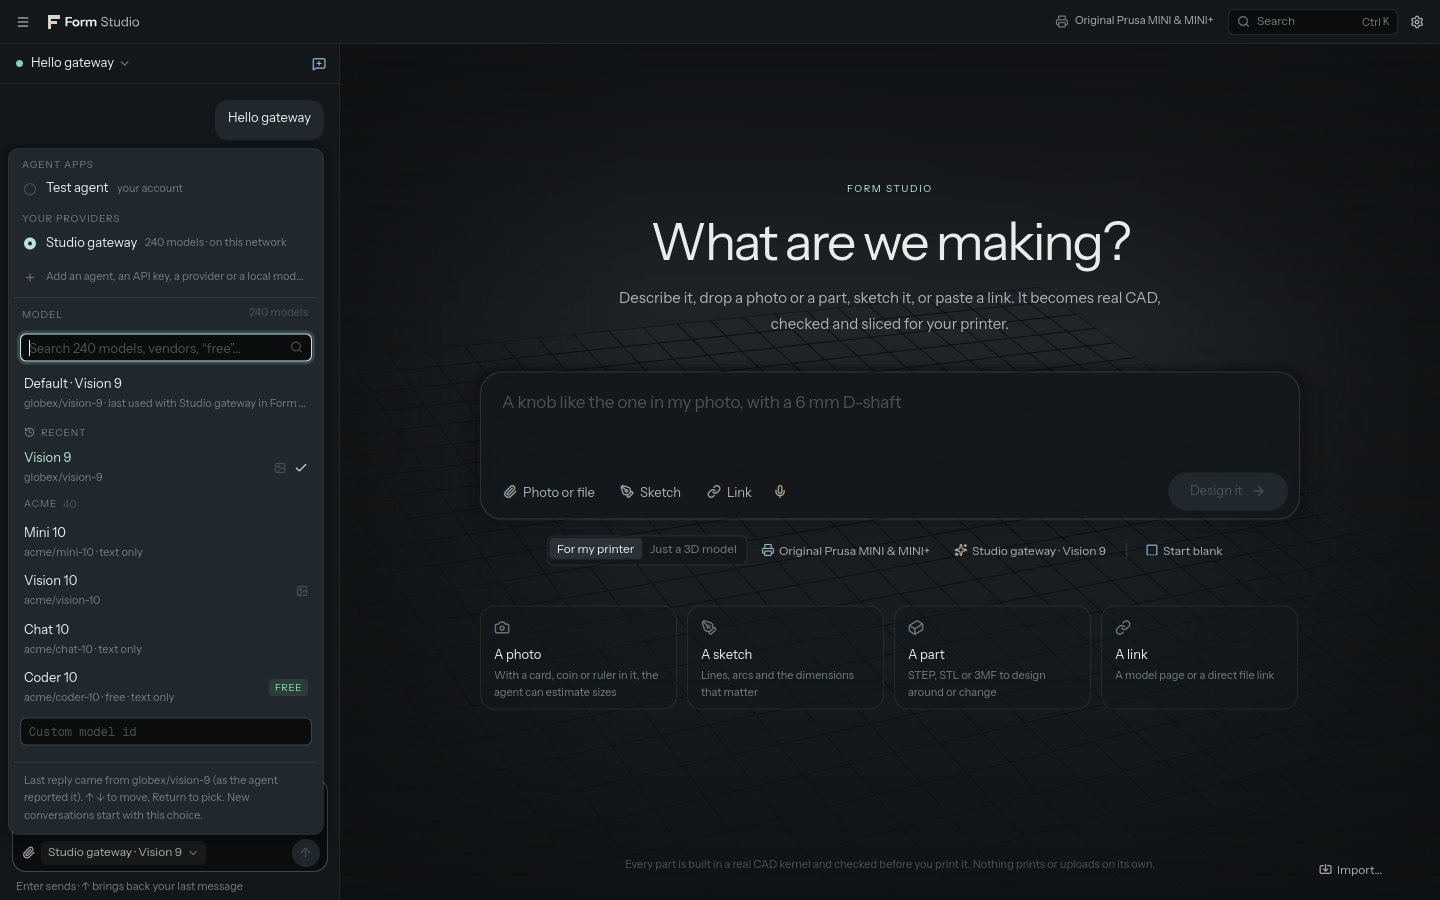 Form Studio
Original Prusa MINI & MINI+
Search
Ctrl K
Hello gateway
Hello gateway
AGENT APPS
Test agent your account
YOUR PROVIDERS
Studio gateway 240 models · on this network
+ Add an agent, an API key, a provider or a local mod...
MODEL
240 models
Search 240 models, vendors, “free”...
Default · Vision 9
globex/vision-9 · last used with Studio gateway in Form ...
RECENT
Vision 9
globex/vision-9
ACME 40
Mini 10
acme/mini-10 · text only
Vision 10
acme/vision-10
Chat 10
acme/chat-10 · text only
Coder 10
acme/coder-10 · free · text only
FREE
Custom model id
Last reply came from globex/vision-9 (as the agent
reported it). ↑ ↓ to move, Return to pick. New
conversations start with this choice.
Studio gateway · Vision 9
Enter sends · ↑ brings back your last message
FORM STUDIO
What are we making?
Describe it, drop a photo or a part, sketch it, or paste a link. It becomes real CAD,
checked and sliced for your printer.
A knob like the one in my photo, with a 6 mm D-shaft
Photo or file
Sketch
Link
Design it
For my printer
Just a 3D model
Original Prusa MINI & MINI+
Studio gateway · Vision 9
Start blank
A photo
With a card, coin or ruler in it, the
agent can estimate sizes
A sketch
Lines, arcs and the dimensions
that matter
A part
STEP, STL or 3MF to design
around or change
A link
A model page or a direct file link
Every part is built in a real CAD kernel and checked before you print it. Nothing prints or uploads on its own.
Import...